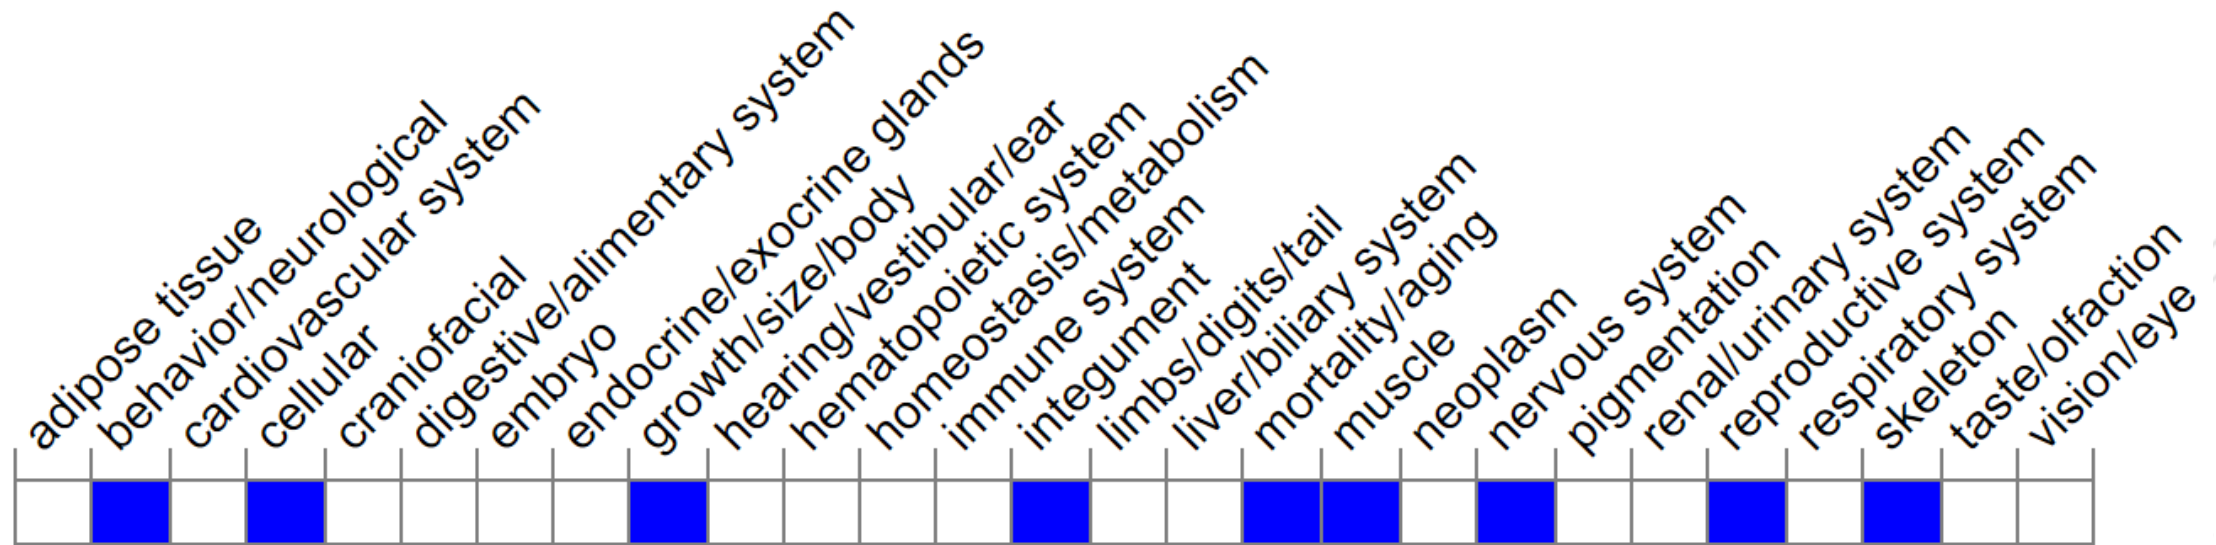 adipose tissue
behavior/neurological
cardiovascular system
cellular
craniofacial
digestive/alimentary system
embryo
endocrine/exocrine glands
growth/size/body
hearing/vestibular/ear
hematopoietic system
homeostasis/metabolism
immune system
integument
limbs/digits/tail
liver/biliary system
mortality/aging
muscle
neoplasm
nervous system
pigmentation
renal/urinary system
reproductive system
respiratory system
skeleton
taste/olfaction
vision/eye